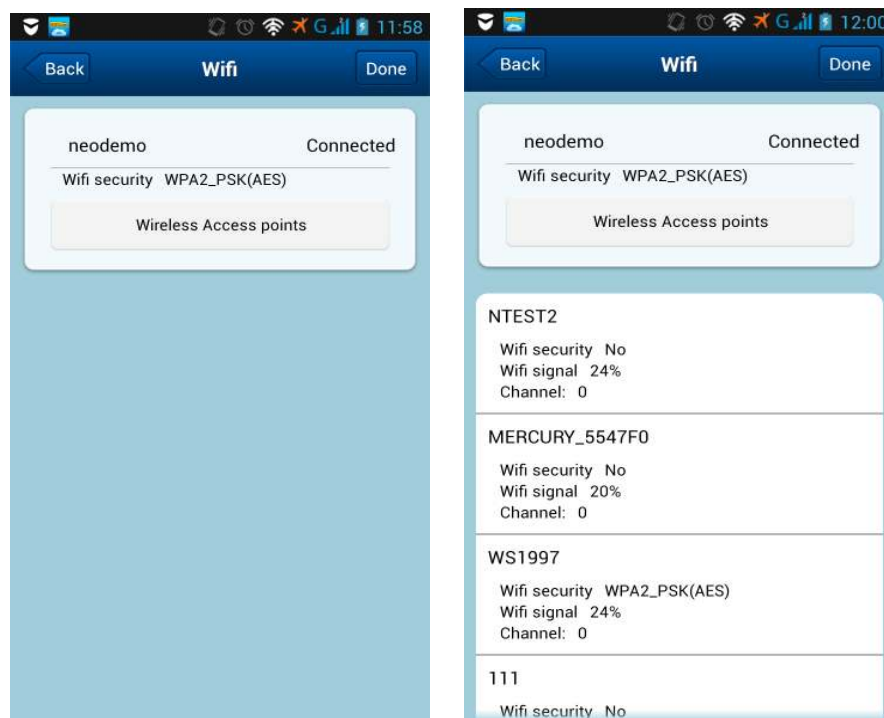 G 11:58
Back Wifi Done
neodemo Connected
Wifi security WPA2_PSK(AES)
Wireless Access points
G 12:00
Back Wifi Done
neodemo Connected
Wifi security WPA2_PSK(AES)
Wireless Access points
NTEST2
Wifi security No
Wifi signal 24%
Channel: 0
MERCURY_5547F0
Wifi security No
Wifi signal 20%
Channel: 0
WS1997
Wifi security WPA2_PSK(AES)
Wifi signal 24%
Channel: 0
111
Wifi security No